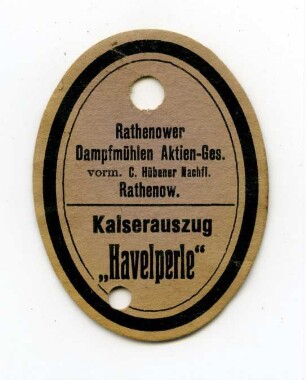 Rathenower
Dampfmühlen Aktien-Ges.
vorm. C. Hübener Nachfl.
Rathenow.
Kaiserauszug
„Havelperle“